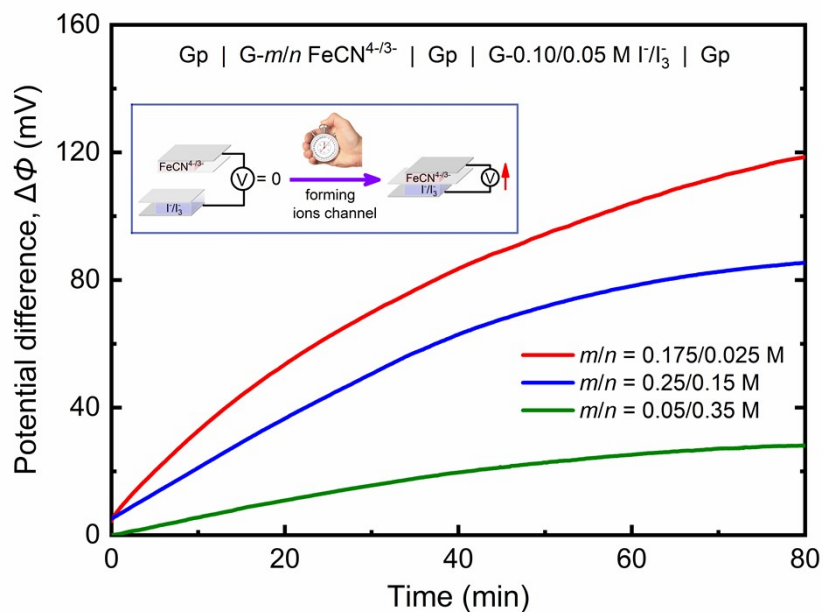 Gp | G-m/n FeCN⁴⁻/³⁻ | Gp | G-0.10/0.05 M I⁻/I₃⁻ | Gp
FeCN⁴⁻/³⁻
I⁻/I₃⁻
V = 0
forming
ions channel
FeCN⁴⁻/³⁻
I⁻/I₃⁻
V
m/n = 0.175/0.025 M
m/n = 0.25/0.15 M
m/n = 0.05/0.35 M
Potential difference, ΔΦ (mV)
160
120
80
40
0
0 20 40 60 80
Time (min)